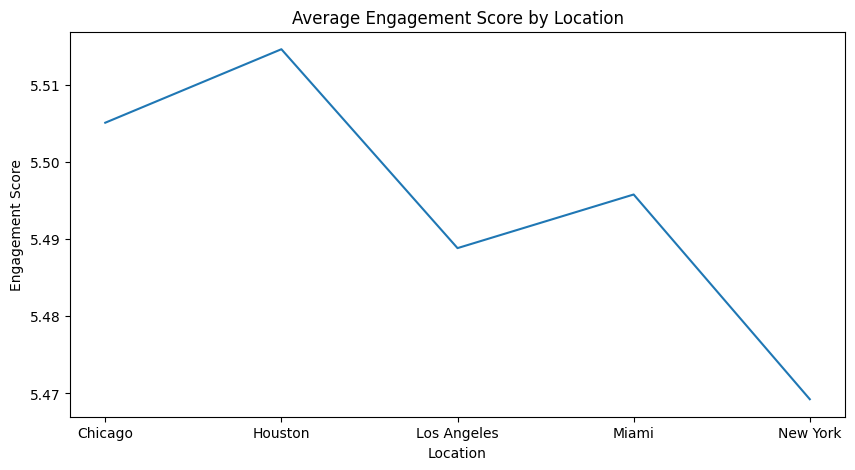 Average Engagement Score by Location
Engagement Score
5.51
5.50
5.49
5.48
5.47
Chicago Houston Los Angeles Miami New York
Location